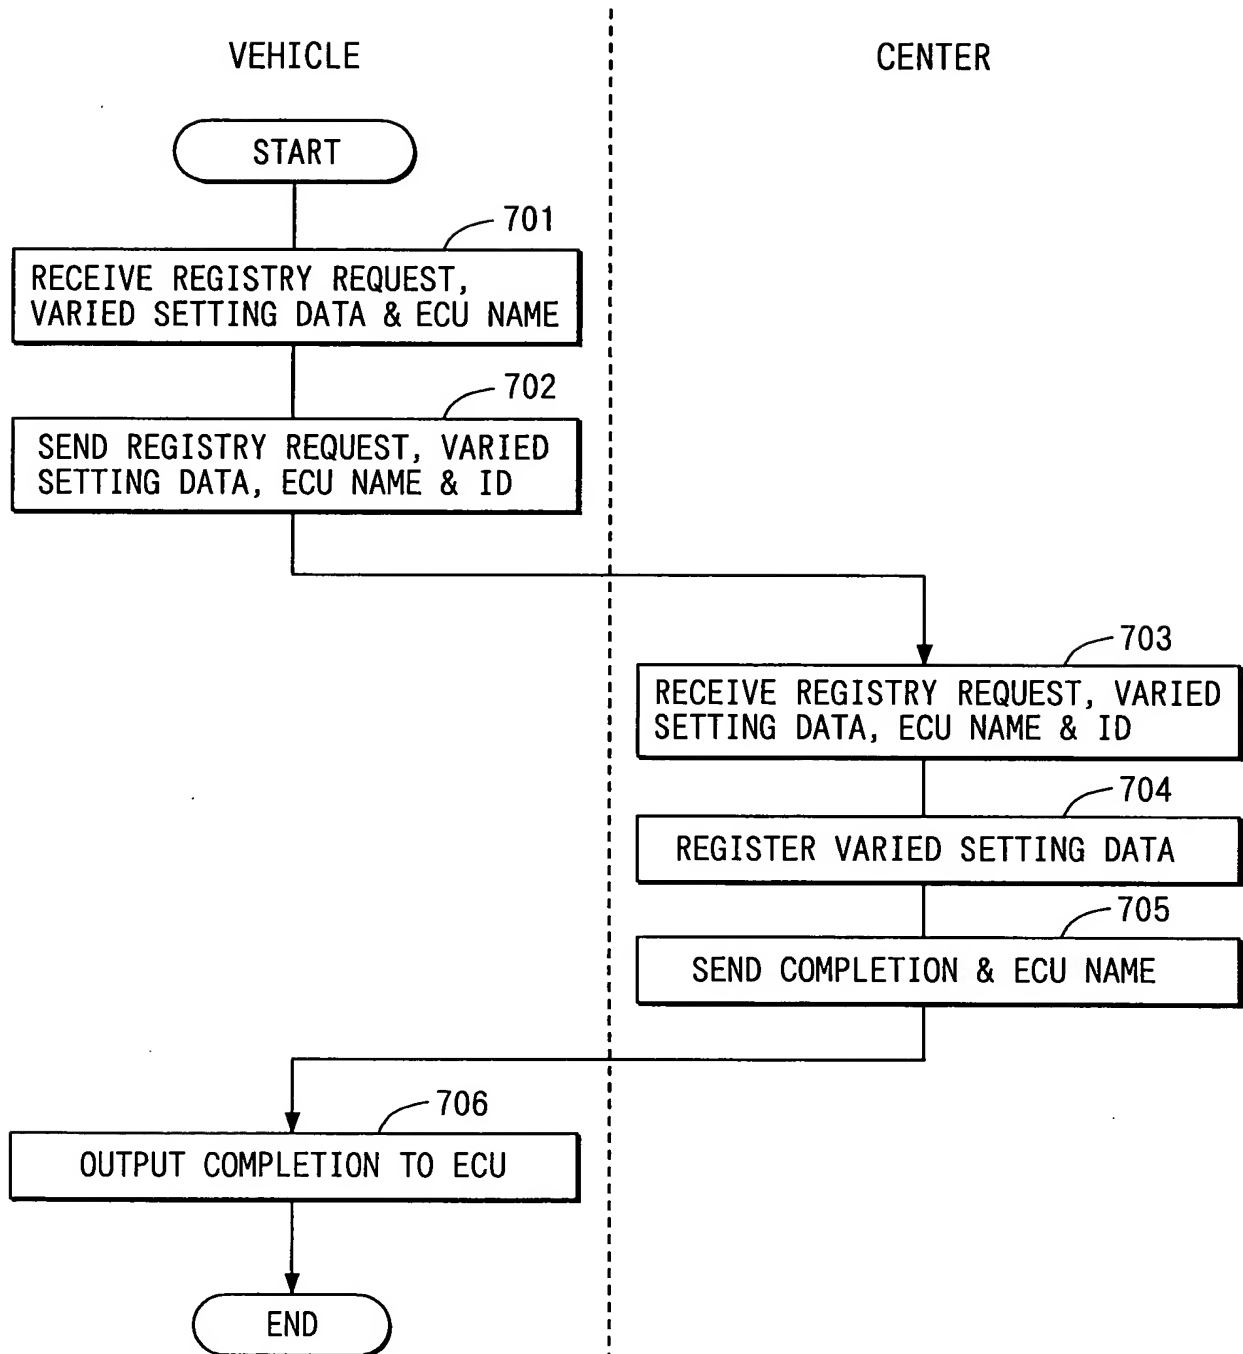 VEHICLE
CENTER
START
701
RECEIVE REGISTRY REQUEST,
VARIED SETTING DATA & ECU NAME
702
SEND REGISTRY REQUEST, VARIED
SETTING DATA, ECU NAME & ID
703
RECEIVE REGISTRY REQUEST, VARIED
SETTING DATA, ECU NAME & ID
704
REGISTER VARIED SETTING DATA
705
SEND COMPLETION & ECU NAME
706
OUTPUT COMPLETION TO ECU
END